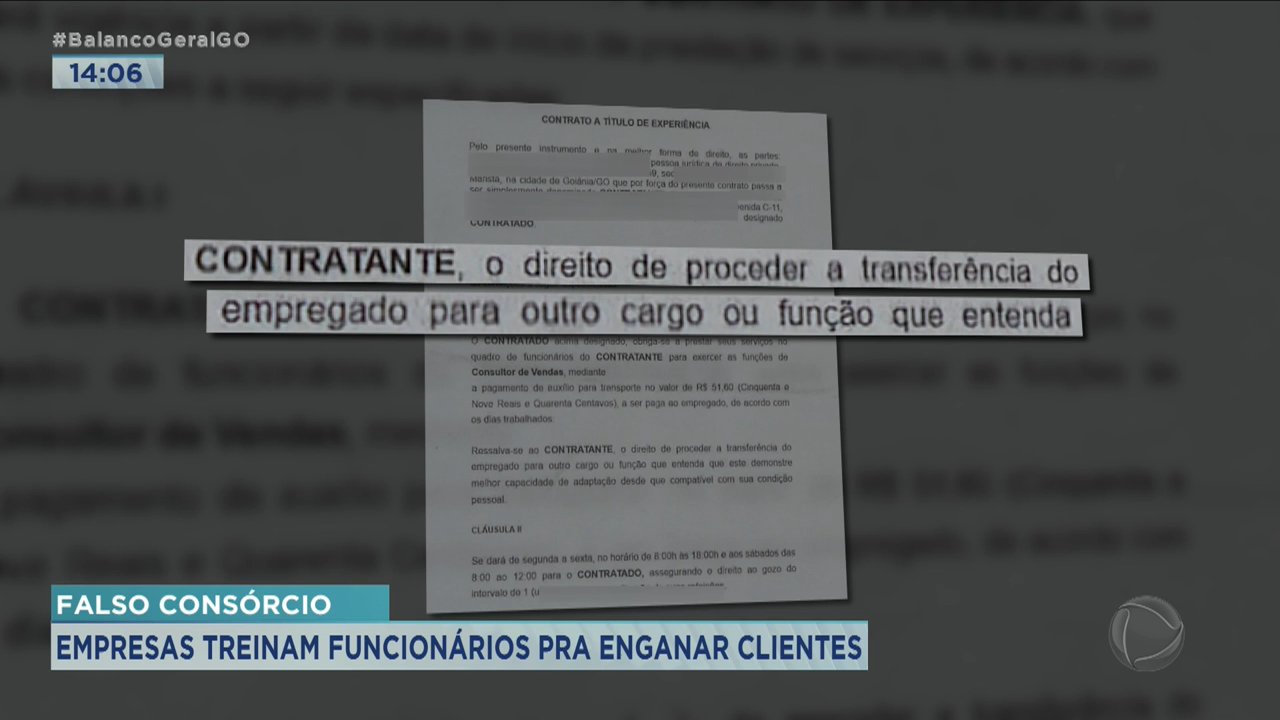 #BalancoGeralGO
14:06
CONTRATO A TÍTULO DE EXPERIÊNCIA
Pelo presente instrumento e na melhor forma de direito, as partes:
pessoa jurídica de direito privado
Marista, na cidade de Goiânia/GO que por força do presente contrato passa a
ser simplesmente
enida C-11,
designado
CONTRATADO
CONTRATANTE, o direito de proceder a transferência do
empregado para outro cargo ou função que entenda
O CONTRATADO acima designado, obriga-se a prestar seus serviços no
quadro de funcionários do CONTRATANTE para exercer as funções de
Consultor de Vendas, mediante
a pagamento de auxílio para transporte no valor de R$ 51,60 (Cinquenta e
Nove Reais e Quarenta Centavos), a ser paga ao empregado, de acordo com
os dias trabalhados
Ressalva-se ao CONTRATANTE, o direito de proceder a transferência do
empregado para outro cargo ou função que entenda que este demonstre
melhor capacidade de adaptação desde que compatível com sua condição
pessoal.
CLÁUSULA II
Se dará de segunda a sexta, no horário de 8:00h às 18:00h e aos sábados das
8:00 ao 12:00 para o CONTRATADO, assegurando o direito ao gozo do
intervalo de 1 (u
FALSO CONSÓRCIO
EMPRESAS TREINAM FUNCIONÁRIOS PRA ENGANAR CLIENTES